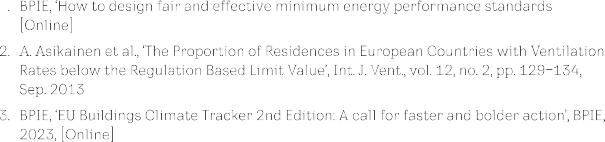 . BPIE, ‘How to design fair and effective minimum energy performance standards
[Online]
2. A. Asikainen et al., ‘The Proportion of Residences in European Countries with Ventilation
Rates below the Regulation Based Limit Value’, Int. J. Vent., vol. 12, no. 2, pp. 129–134,
Sep. 2013
3. BPIE, ‘EU Buildings Climate Tracker 2nd Edition: A call for faster and bolder action’, BPIE,
2023, [Online]